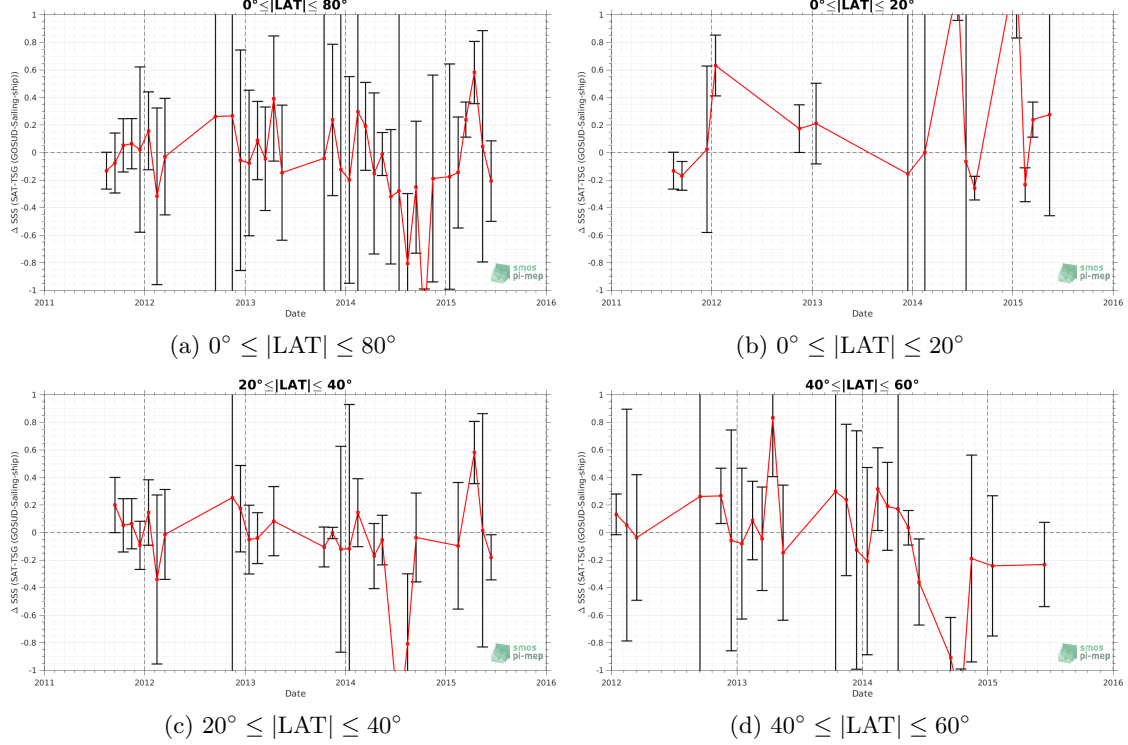 0°≤|LAT|≤ 80°
1
0.8
0.6
0.4
0.2
0
-0.2
-0.4
-0.6
-0.8
-1
Δ SSS (SAT-TSG (GOSUD-Sailing-ship))
2011
2012
2013
2014
2015
2016
Date
smos
pi-mep
(a) 0° ≤ |LAT| ≤ 80°
0°≤|LAT|≤ 20°
1
0.8
0.6
0.4
0.2
0
-0.2
-0.4
-0.6
-0.8
-1
Δ SSS (SAT-TSG (GOSUD-Sailing-ship))
2011
2012
2013
2014
2015
2016
Date
smos
pi-mep
(b) 0° ≤ |LAT| ≤ 20°
20°≤|LAT|≤ 40°
1
0.8
0.6
0.4
0.2
0
-0.2
-0.4
-0.6
-0.8
-1
Δ SSS (SAT-TSG (GOSUD-Sailing-ship))
2011
2012
2013
2014
2015
2016
Date
smos
pi-mep
(c) 20° ≤ |LAT| ≤ 40°
40°≤|LAT|≤ 60°
1
0.8
0.6
0.4
0.2
0
-0.2
-0.4
-0.6
-0.8
-1
Δ SSS (SAT-TSG (GOSUD-Sailing-ship))
2012
2013
2014
2015
2016
Date
smos
pi-mep
(d) 40° ≤ |LAT| ≤ 60°